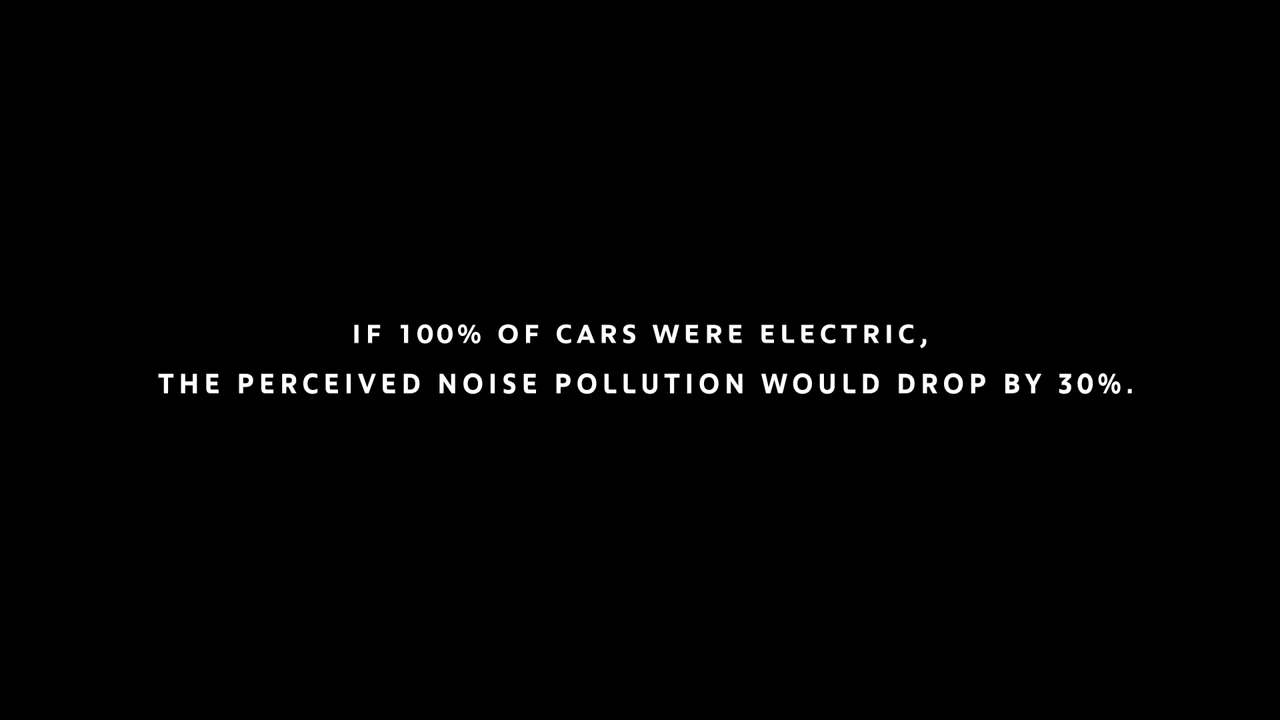 IF 100% OF CARS WERE ELECTRIC,
THE PERCEIVED NOISE POLLUTION WOULD DROP BY 30%.